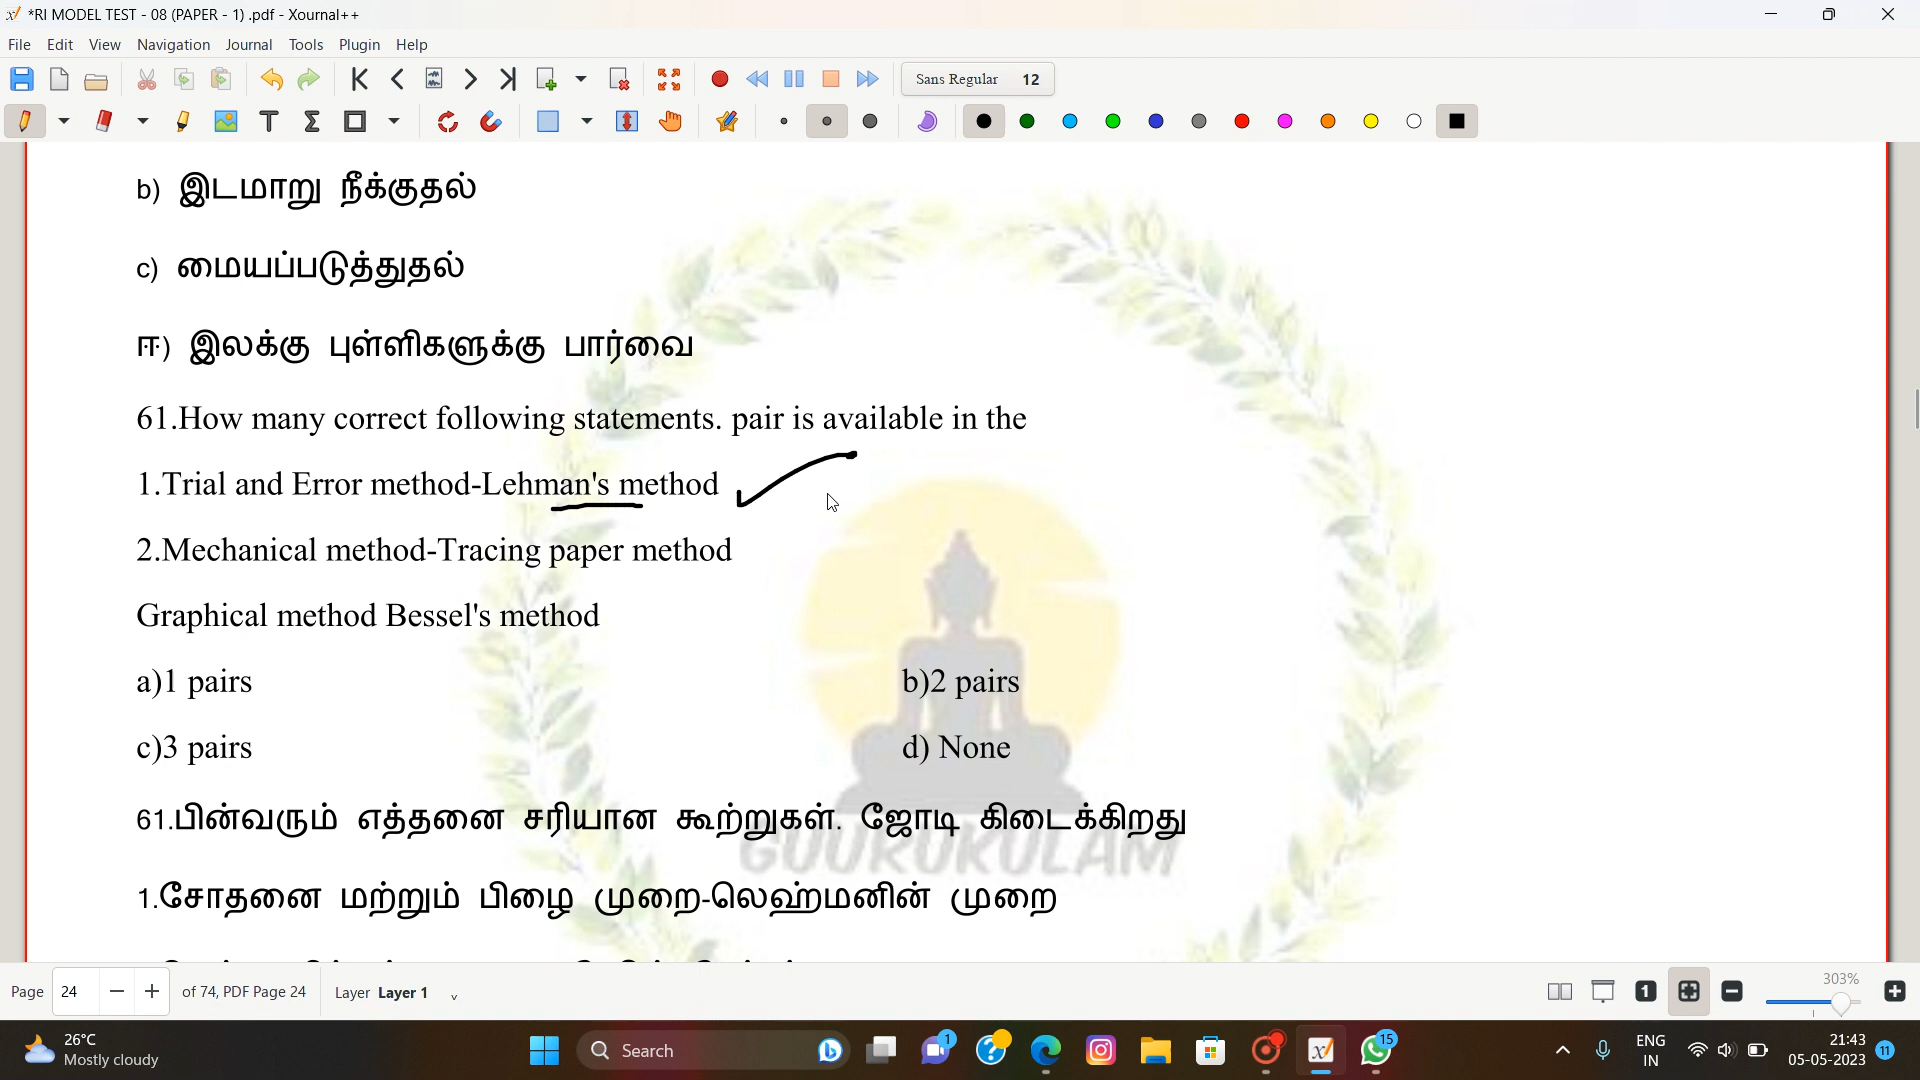 *RI MODEL TEST - 08 (PAPER - 1) .pdf - Xournal++
File Edit View Navigation Journal Tools Plugin Help
Sans Regular 12
b) இடமாறு நீக்குதல்
c) மையப்படுத்துதல்
ஈ) இலக்கு புள்ளிகளுக்கு பார்வை
61.How many correct following statements. pair is available in the
1.Trial and Error method-Lehman's method
2.Mechanical method-Tracing paper method
Graphical method Bessel's method
a)1 pairs b)2 pairs
c)3 pairs d) None
61.பின்வரும் எத்தனை சரியான கூற்றுகள். ஜோடி கிடைக்கிறது
GUURUKULAM
1.சோதனை மற்றும் பிழை முறை-லெஹ்மனின் முறை
Page 24 of 74, PDF Page 24 Layer Layer 1 303%
26°C
Mostly cloudy
Search
1
15
ENG
IN
21:43
05-05-2023
11